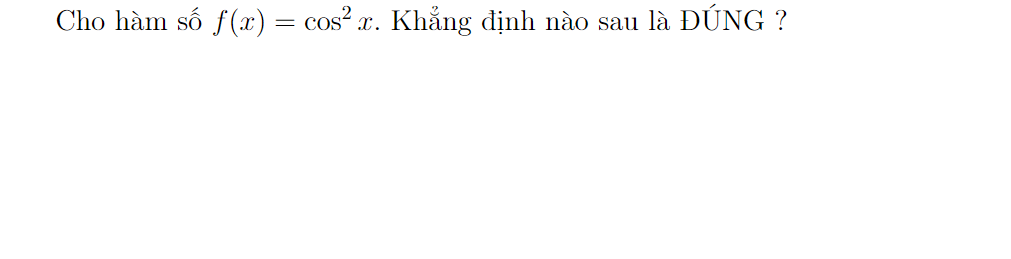 Cho hàm số f(x) = cos² x. Khẳng định nào sau là ĐÚNG ?